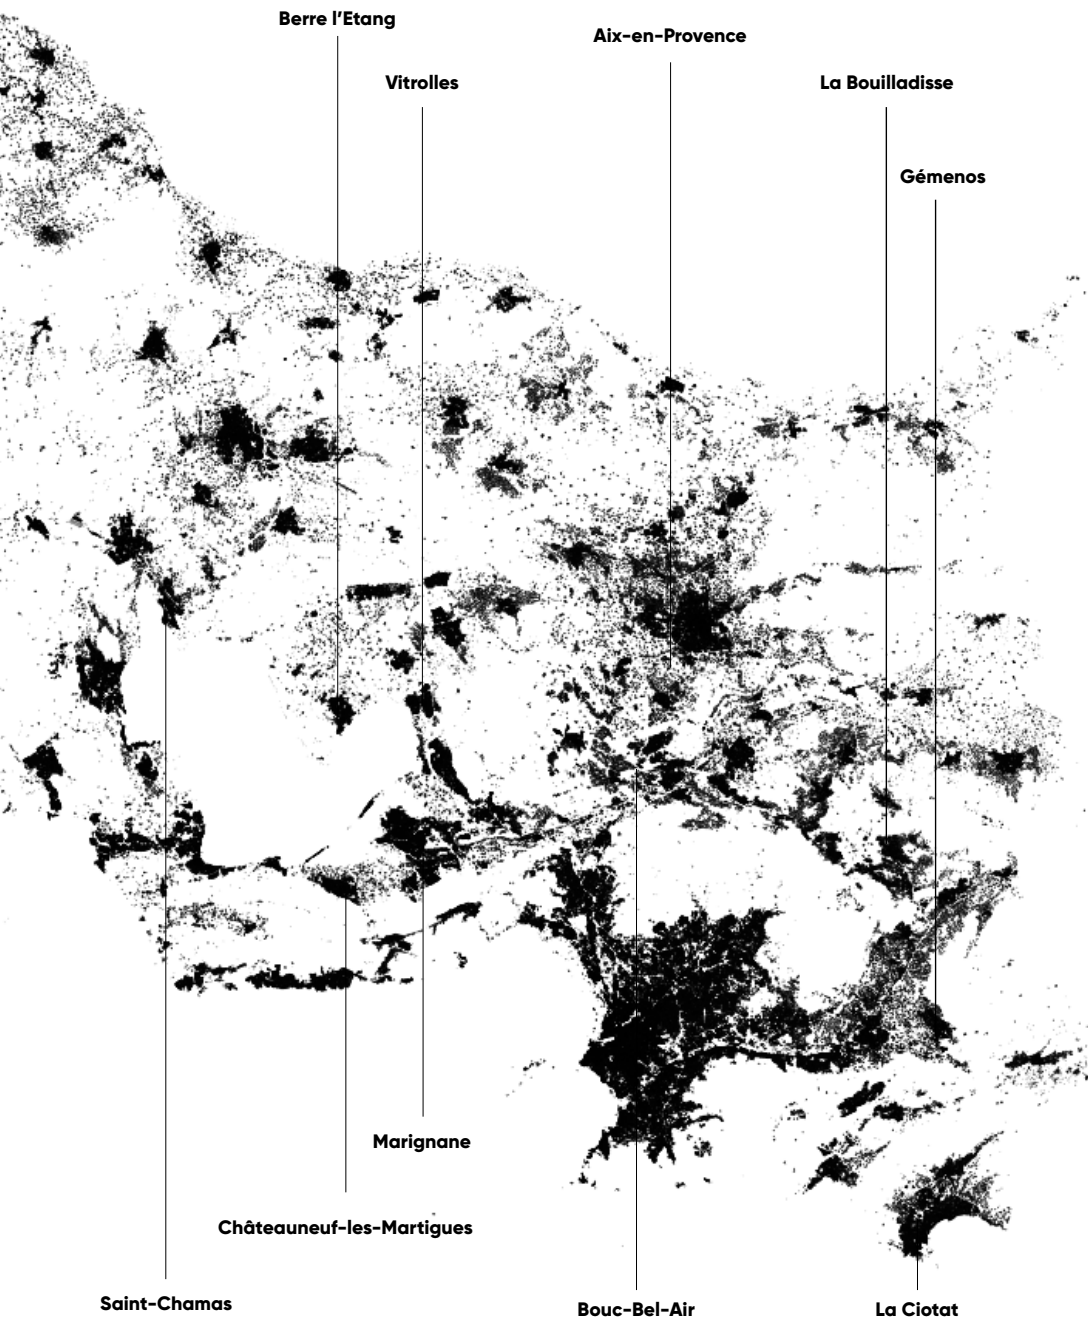 Berre l’Etang
Aix-en-Provence
Vitrolles
La Bouilladisse
Gémenos
Marignane
Châteauneuf-les-Martigues
Saint-Chamas
Bouc-Bel-Air
La Ciotat